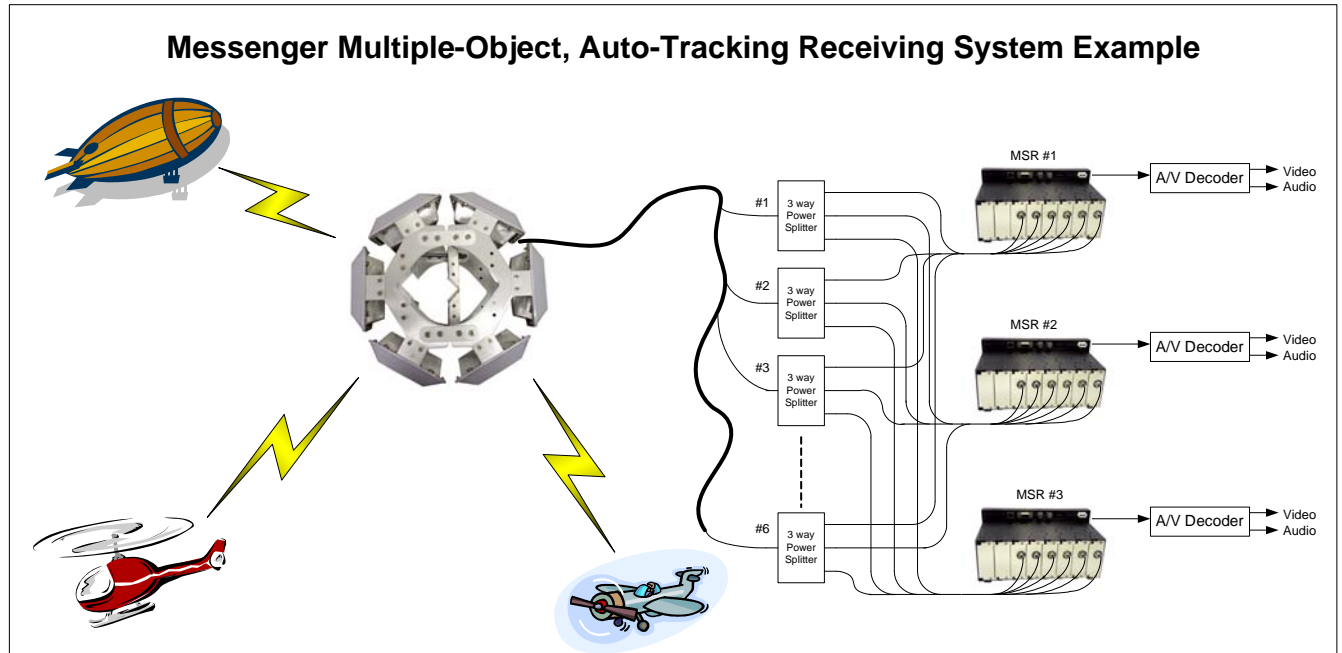 Messenger Multiple-Object, Auto-Tracking Receiving System Example
MSR #1
A/V Decoder
Video
Audio
#1
3 way
Power
Splitter
#2
3 way
Power
Splitter
MSR #2
A/V Decoder
Video
Audio
#3
3 way
Power
Splitter
MSR #3
A/V Decoder
Video
Audio
#6
3 way
Power
Splitter